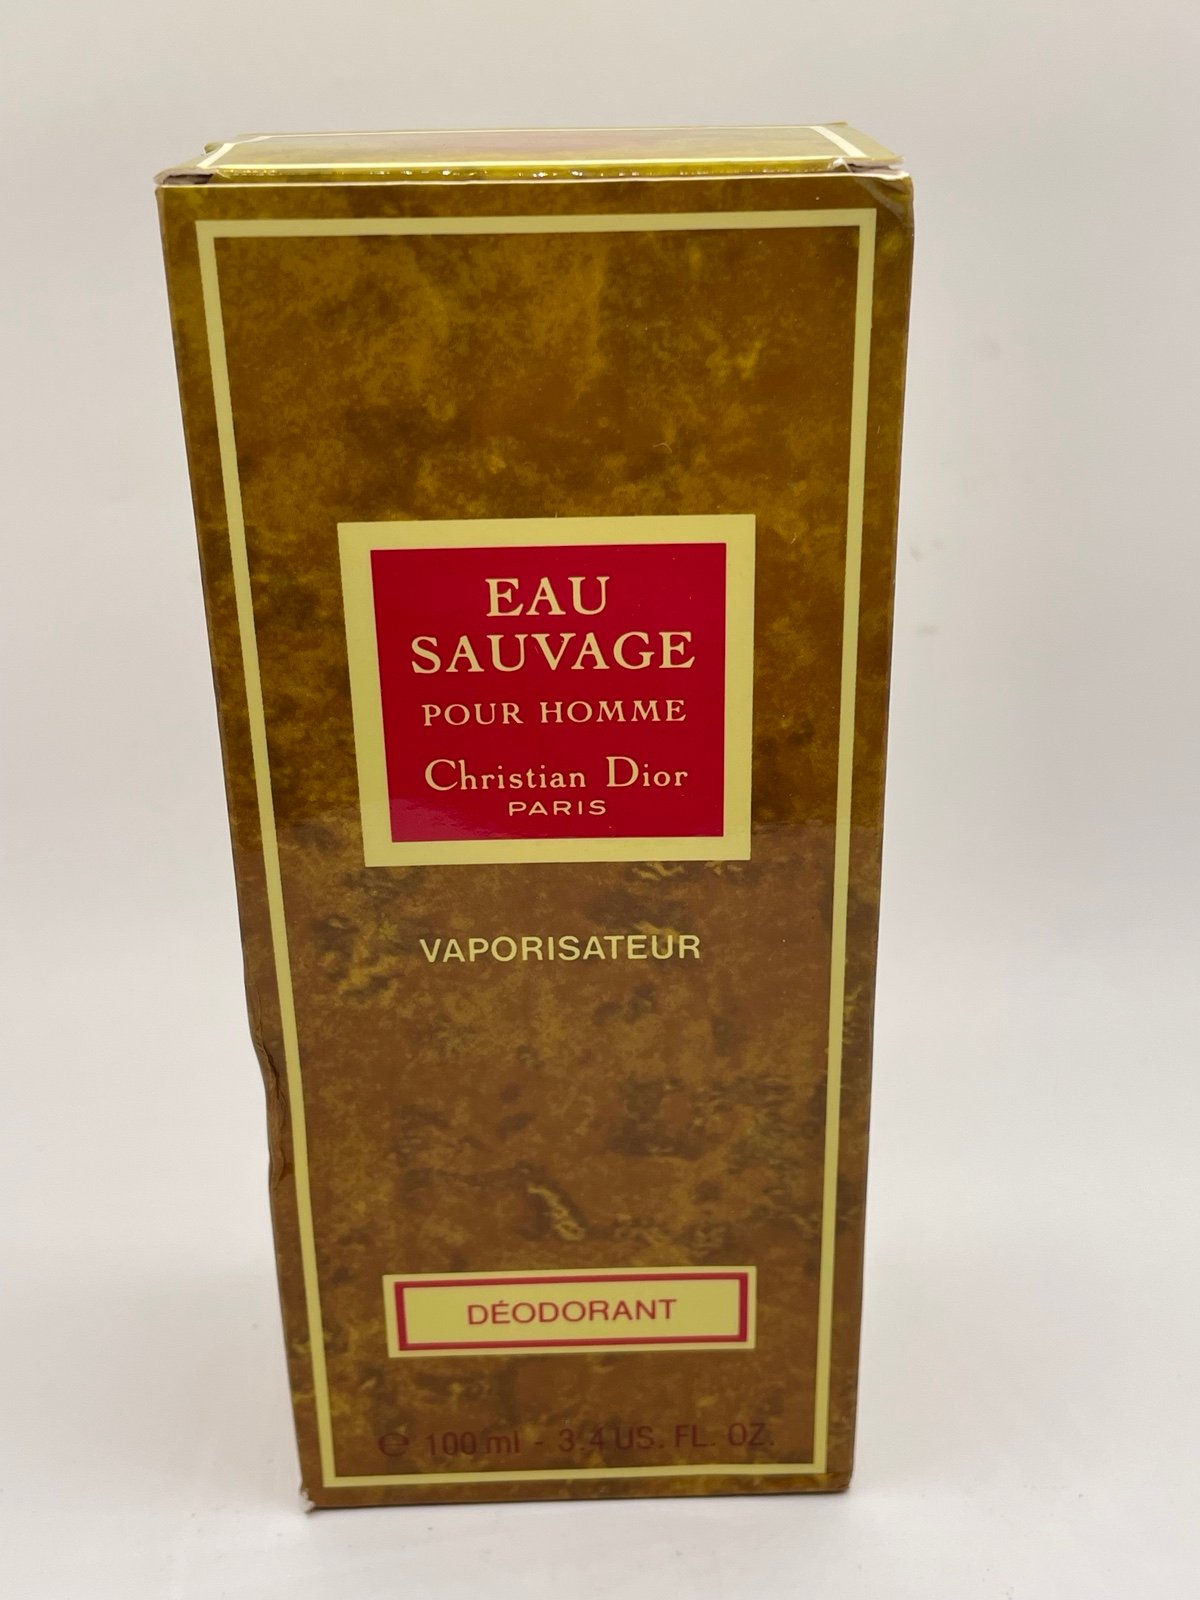 EAU
SAUVAGE
POUR HOMME
Christian Dior
PARIS
VAPORISATEUR
DÉODORANT
℮ 100 ml - 3.4 US. FL. OZ.